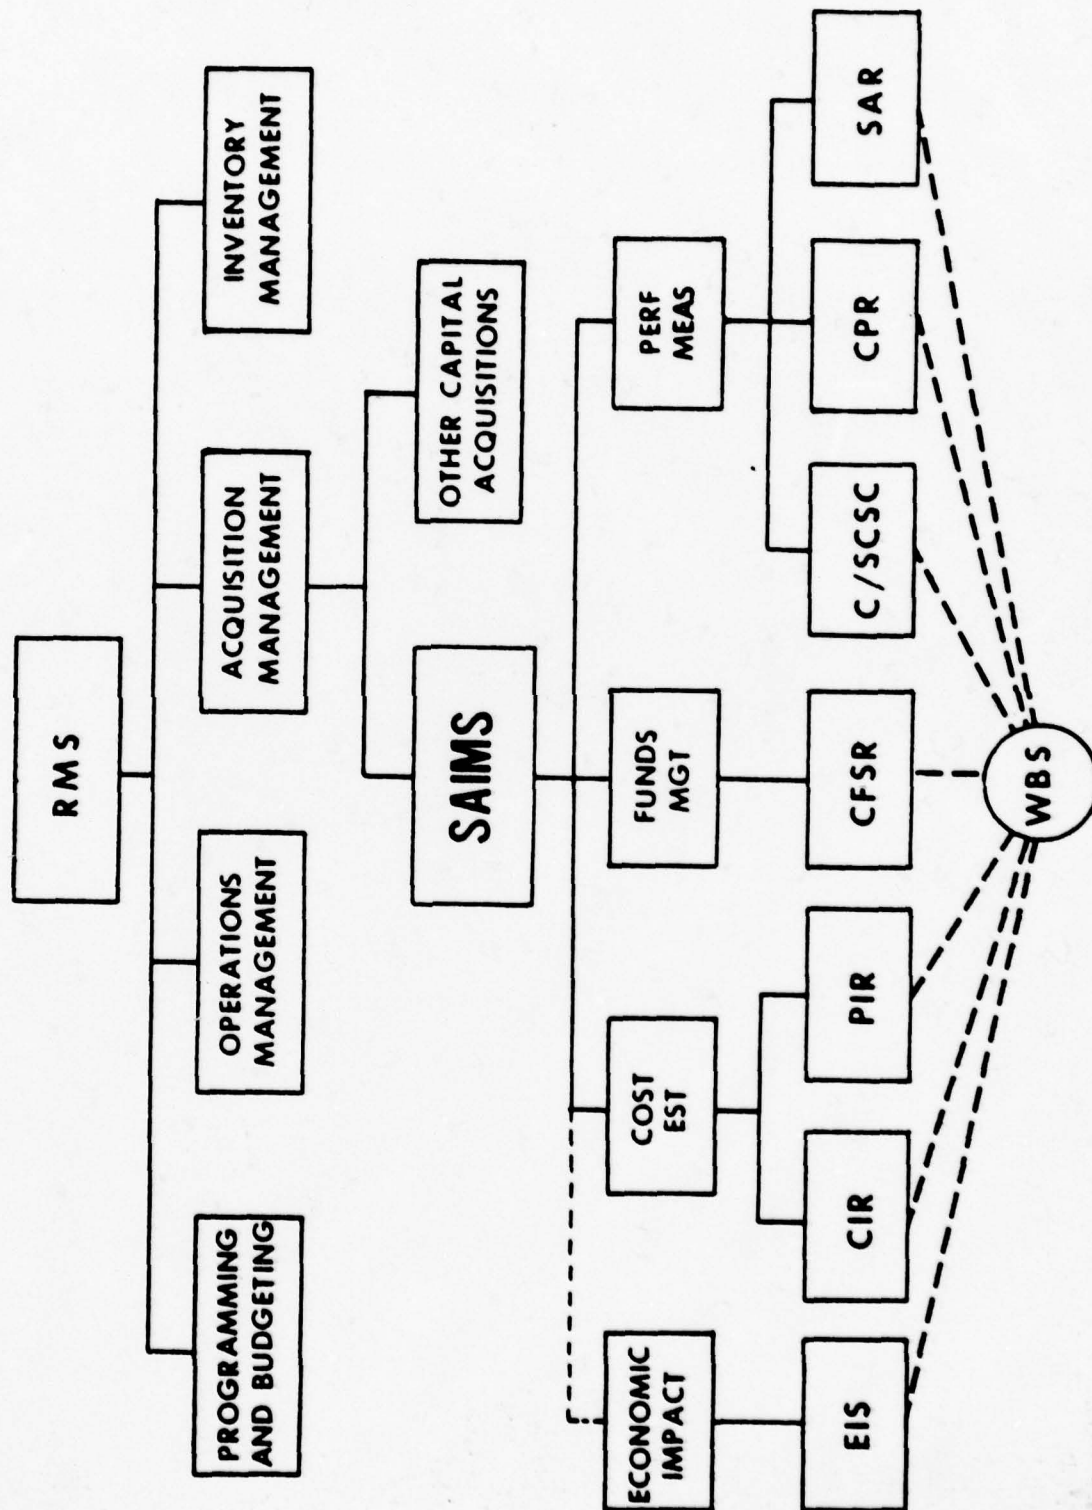 RMS
PROGRAMMING
AND BUDGETING
OPERATIONS
MANAGEMENT
ACQUISITION
MANAGEMENT
INVENTORY
MANAGEMENT
SAIMS
OTHER CAPITAL
ACQUISITIONS
ECONOMIC
IMPACT
COST
EST
FUNDS
MGT
PERF
MEAS
EIS
CIR
PIR
CFSR
C/SCSC
CPR
SAR
WBS